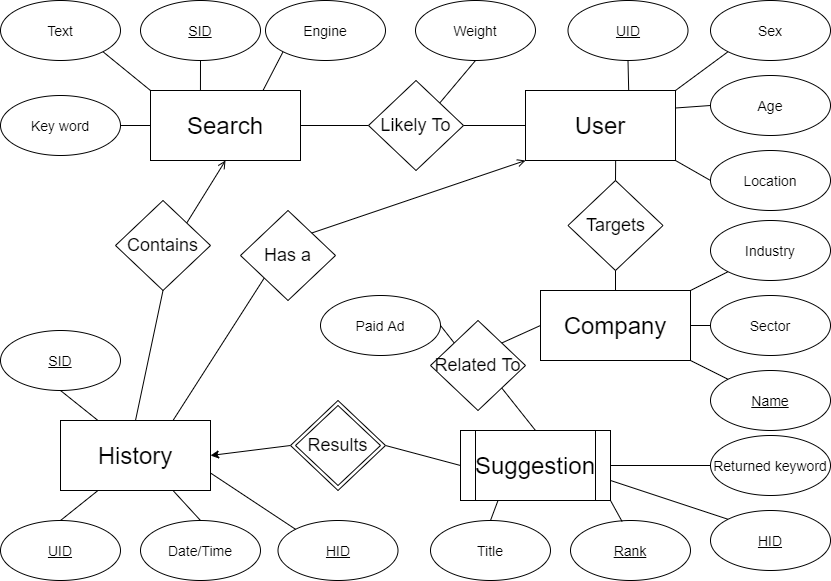 Text
SID
Engine
Weight
UID
Sex
Key word
Search
Likely To
User
Age
Location
Contains
Has a
Targets
Industry
Paid Ad
Company
Sector
SID
Related To
Name
History
Results
Suggestion
Returned keyword
UID
Date/Time
HID
Title
Rank
HID